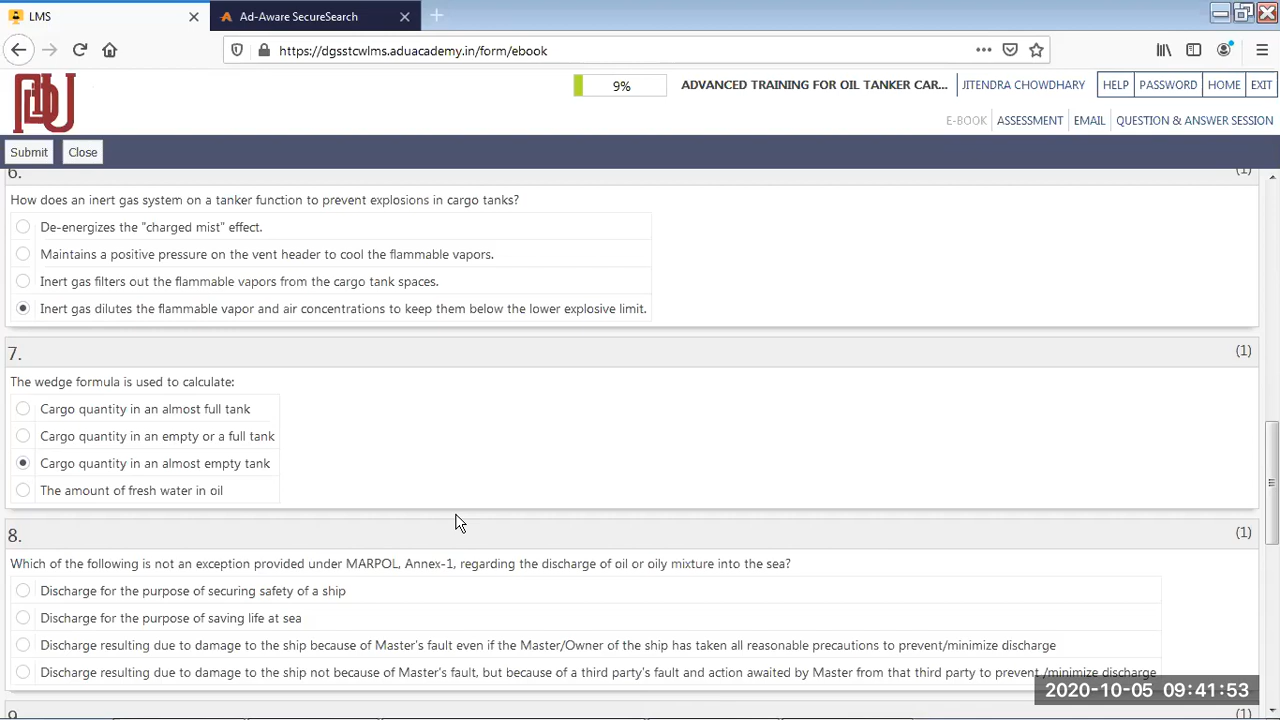 LMS
Ad-Aware SecureSearch
https://dgsstcwlms.aduacademy.in/form/ebook
9%
ADVANCED TRAINING FOR OIL TANKER CAR...
JITENDRA CHOWDHARY
HELP
PASSWORD
HOME
EXIT
E-BOOK
ASSESSMENT
EMAIL
QUESTION & ANSWER SESSION
Submit
Close
6.
(1)
How does an inert gas system on a tanker function to prevent explosions in cargo tanks?
De-energizes the "charged mist" effect.
Maintains a positive pressure on the vent header to cool the flammable vapors.
Inert gas filters out the flammable vapors from the cargo tank spaces.
Inert gas dilutes the flammable vapor and air concentrations to keep them below the lower explosive limit.
7.
(1)
The wedge formula is used to calculate:
Cargo quantity in an almost full tank
Cargo quantity in an empty or a full tank
Cargo quantity in an almost empty tank
The amount of fresh water in oil
8.
(1)
Which of the following is not an exception provided under MARPOL, Annex-1, regarding the discharge of oil or oily mixture into the sea?
Discharge for the purpose of securing safety of a ship
Discharge for the purpose of saving life at sea
Discharge resulting due to damage to the ship because of Master's fault even if the Master/Owner of the ship has taken all reasonable precautions to prevent/minimize discharge
Discharge resulting due to damage to the ship not because of Master's fault, but because of a third party's fault and action awaited by Master from that third party to prevent /minimize discharge
2020-10-05 09:41:53
9.
(1)